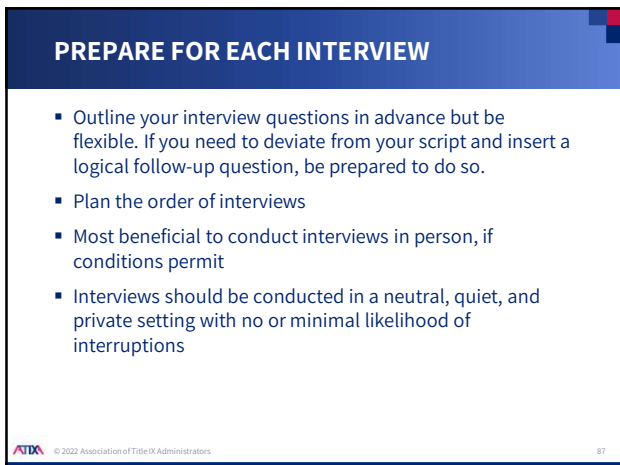 PREPARE FOR EACH INTERVIEW
▪ Outline your interview questions in advance but be
flexible. If you need to deviate from your script and insert a
logical follow-up question, be prepared to do so.
▪ Plan the order of interviews
▪ Most beneficial to conduct interviews in person, if
conditions permit
▪ Interviews should be conducted in a neutral, quiet, and
private setting with no or minimal likelihood of
interruptions
ATIXA © 2022 Association of Title IX Administrators 87